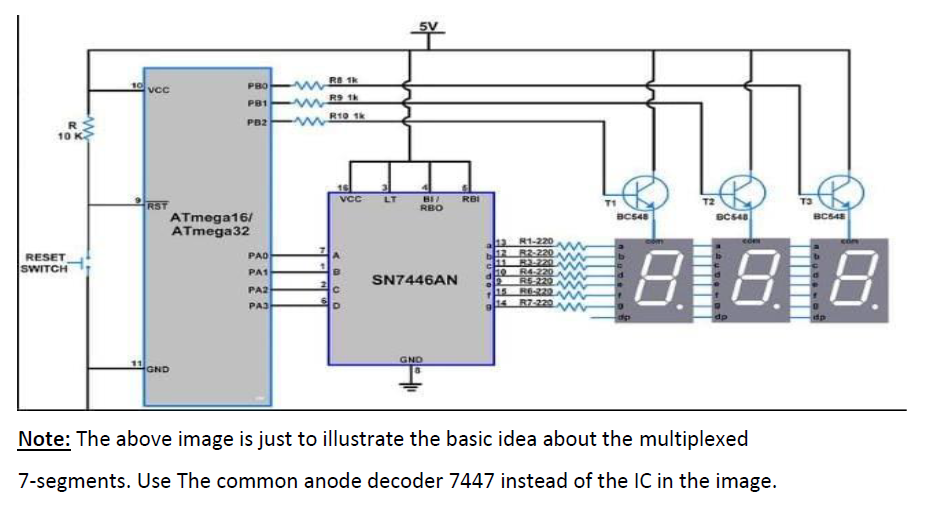 5V
10 VCC
PB0 R8 1k
PB1 R9 1k
PB2 R10 1k
R
10 K
9 RST
ATmega16/
ATmega32
16 3 4 5
VCC LT BI/ RBI
RBO
T1 T2 T3
BC548 BC548 BC548
RESET
SWITCH
PA0 7 A
PA1 1 B
PA2 2 C
PA3 6 D
SN7446AN
a 13 R1-220
b 12 R2-220
c 11 R3-220
d 10 R4-220
e 9 R5-220
f 15 R6-220
g 14 R7-220
com com com
a a a
b b b
c c c
d d d
e e e
f f f
g g g
dp dp dp
8. 8. 8.
11 GND
GND
8
Note: The above image is just to illustrate the basic idea about the multiplexed
7-segments. Use The common anode decoder 7447 instead of the IC in the image.